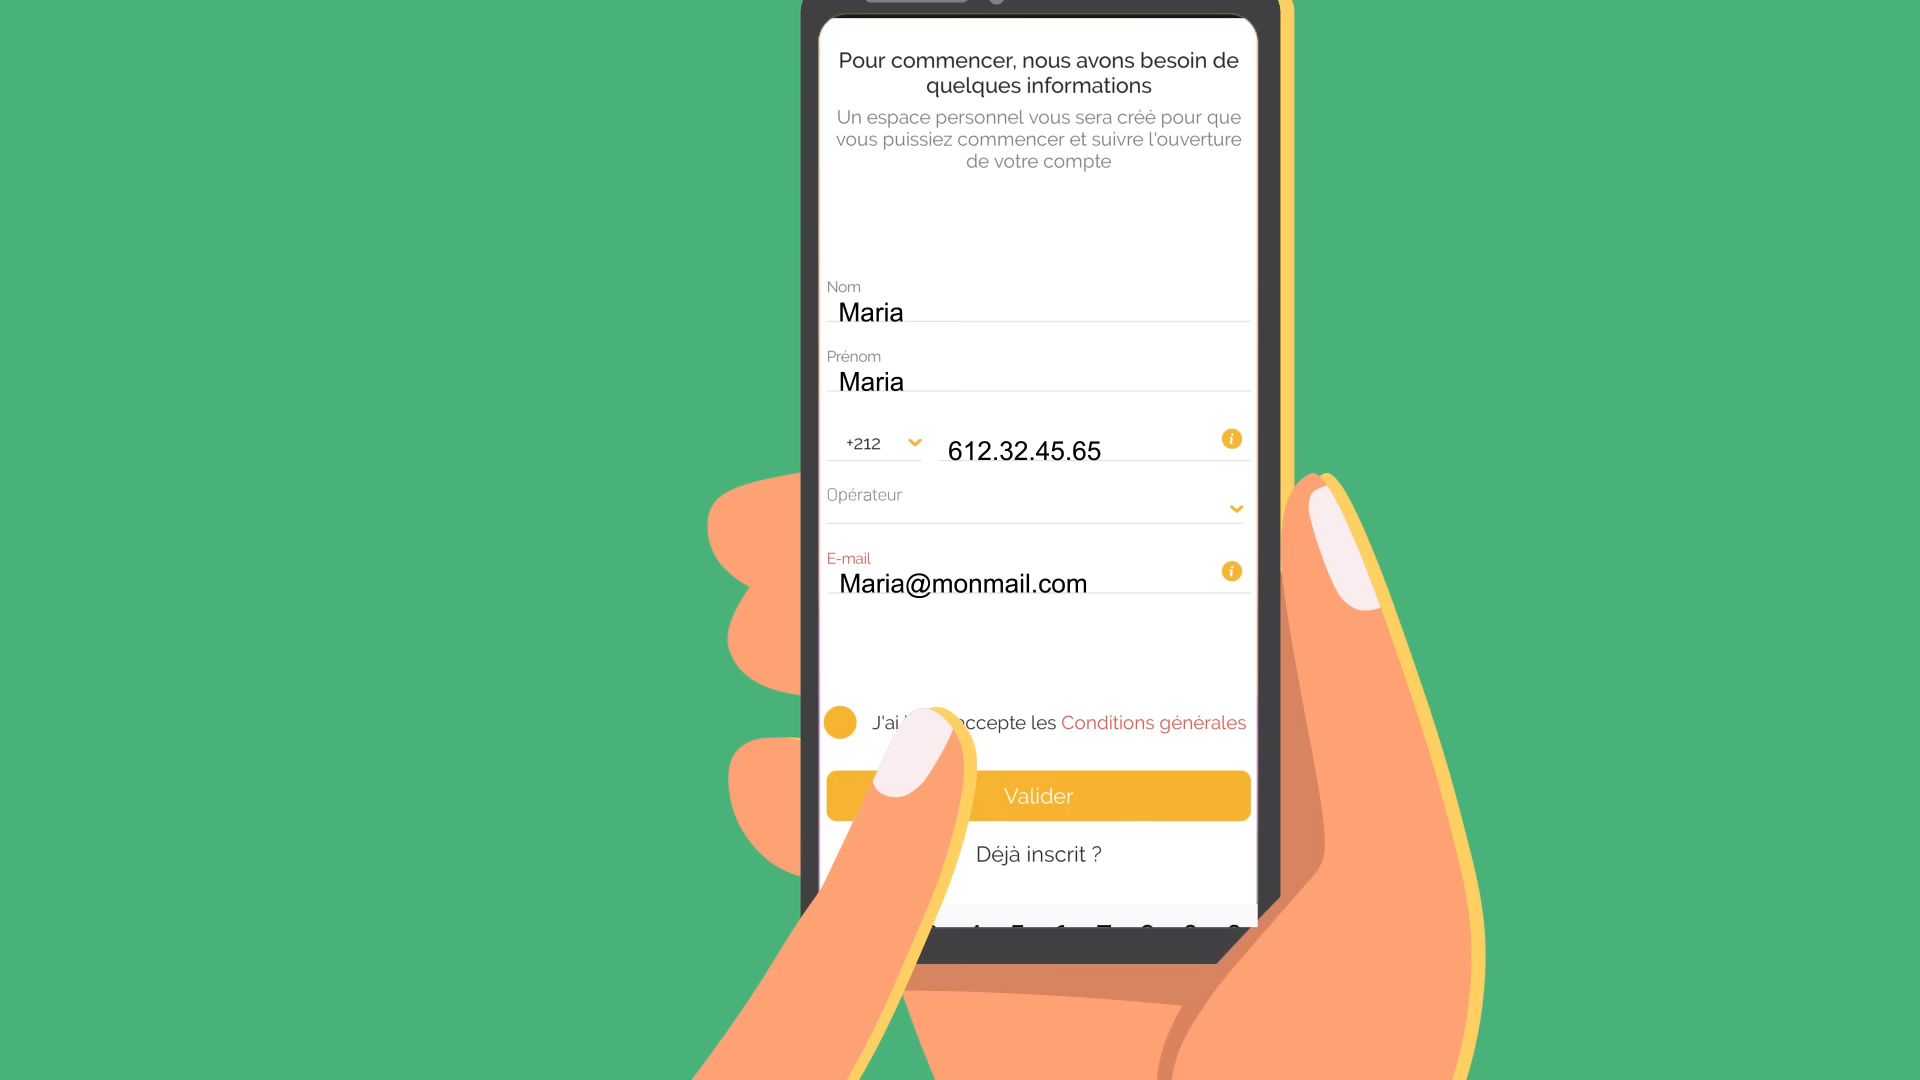 Pour commencer, nous avons besoin de
quelques informations
Un espace personnel vous sera créé pour que
vous puissiez commencer et suivre l'ouverture
de votre compte
Nom
Maria
Prénom
Maria
+212 612.32.45.65
Opérateur
E-mail
Maria@monmail.com
J'ai accepte les Conditions générales
Valider
Déjà inscrit ?